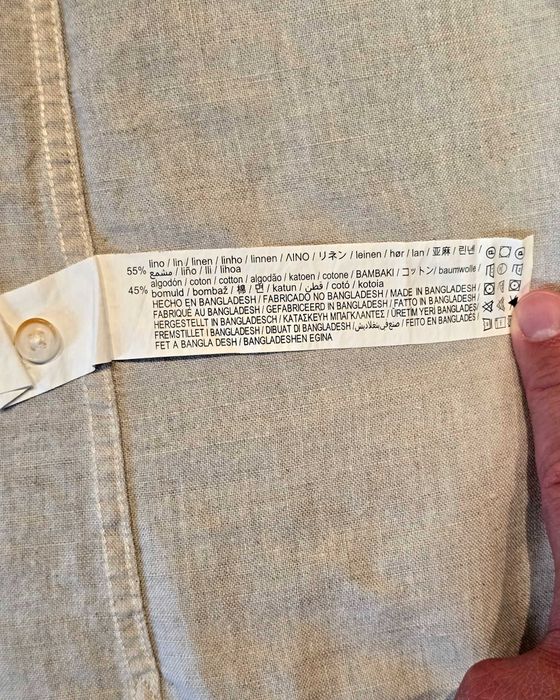 55% lino / lin / linen / linho / linnen / ΛΙΝΟ / リネン / leinen / hør / lan / 亚麻 / 린넨 /
مشمع / liño / lli / lihoa
algodón / coton / cotton / algodão / katoen / cotone / BAMBAKI / コットン / baumwolle /
45% bomuld / bombaž / 棉 / 면 / katun / قطن / cotó / kotoia
HECHO EN BANGLADESH / FABRICADO NO BANGLADESH / MADE IN BANGLADESH /
FABRIQUÉ AU BANGLADESH / GEFABRICEERD IN BANGLADESH / FATTO IN BANGLADESH /
HERGESTELLT IN BANGLADESCH / ΚΑΤΑΣΚΕΥΗ ΜΠΑΓΚΛΑΝΤΕΣ / ÜRETİM YERİ BANGLADEŞ /
FREMSTILLET I BANGLADESH / DIBUAT DI BANGLADESH / صنع في بنغلاديش / FEITO EN BANGLADESH /
FET A BANGLA DESH / BANGLADESHEN EGINA